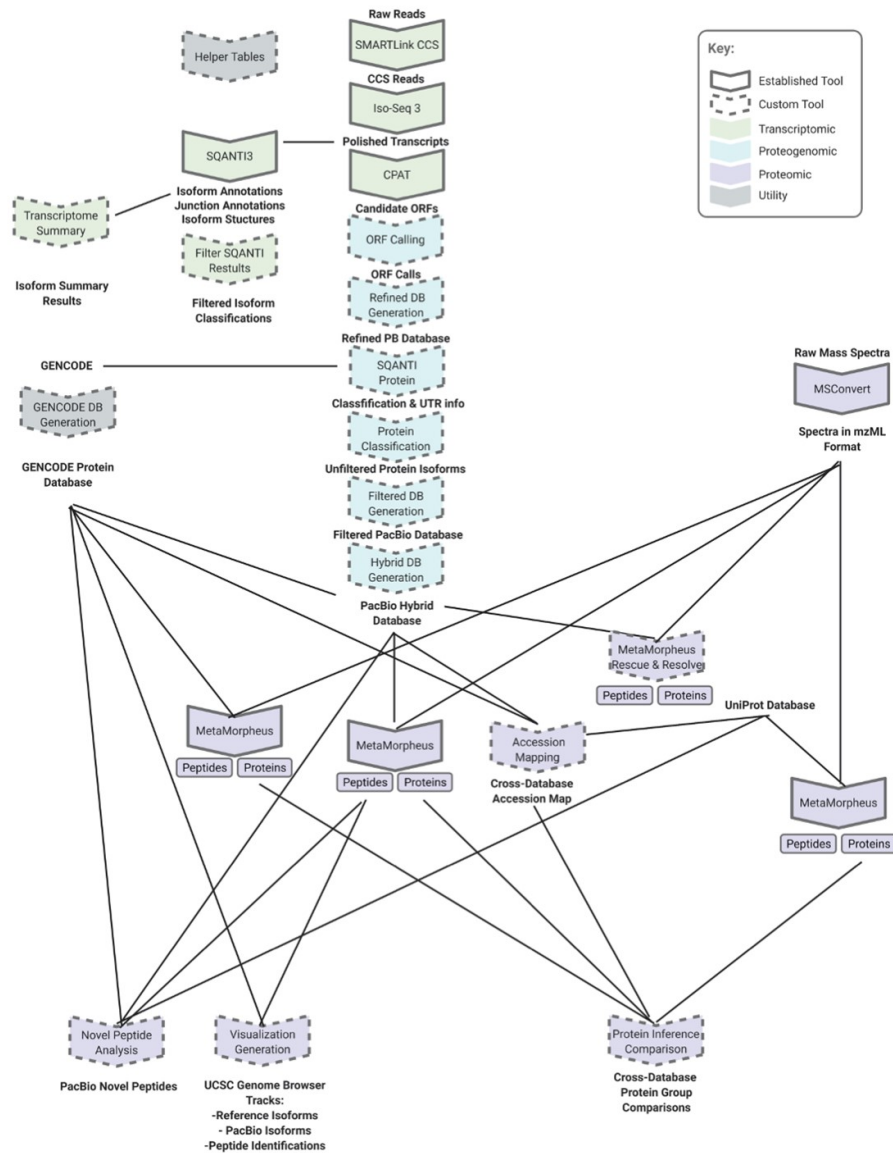 Raw Reads
SMARTLink CCS
Helper Tables
CCS Reads
Iso-Seq 3
Polished Transcripts
SQANTI3
CPAT
Isoform Annotations
Junction Annotations
Isoform Stuctures
Candidate ORFs
Transcriptome
Summary
ORF Calling
Filter SQANTI
Restults
Isoform Summary
Results
ORF Calls
Filtered Isoform
Classifications
Refined DB
Generation
Refined PB Database
GENCODE
SQANTI
Protein
GENCODE DB
Generation
Classfification & UTR info
Protein
Classification
GENCODE Protein
Database
Unfiltered Protein Isoforms
Filtered DB
Generation
Filtered PacBio Database
Hybrid DB
Generation
PacBio Hybrid
Database
Key:
Established Tool
Custom Tool
Transcriptomic
Proteogenomic
Proteomic
Utility
Raw Mass Spectra
MSConvert
Spectra in mzML
Format
MetaMorpheus
Rescue & Resolve
Peptides
Proteins
UniProt Database
MetaMorpheus
Peptides
Proteins
MetaMorpheus
Peptides
Proteins
Accession
Mapping
Cross-Database
Accession Map
MetaMorpheus
Peptides
Proteins
Novel Peptide
Analysis
PacBio Novel Peptides
Visualization
Generation
UCSC Genome Browser
Tracks:
-Reference Isoforms
- PacBio Isoforms
-Peptide Identifications
Protein Inference
Comparison
Cross-Database
Protein Group
Comparisons